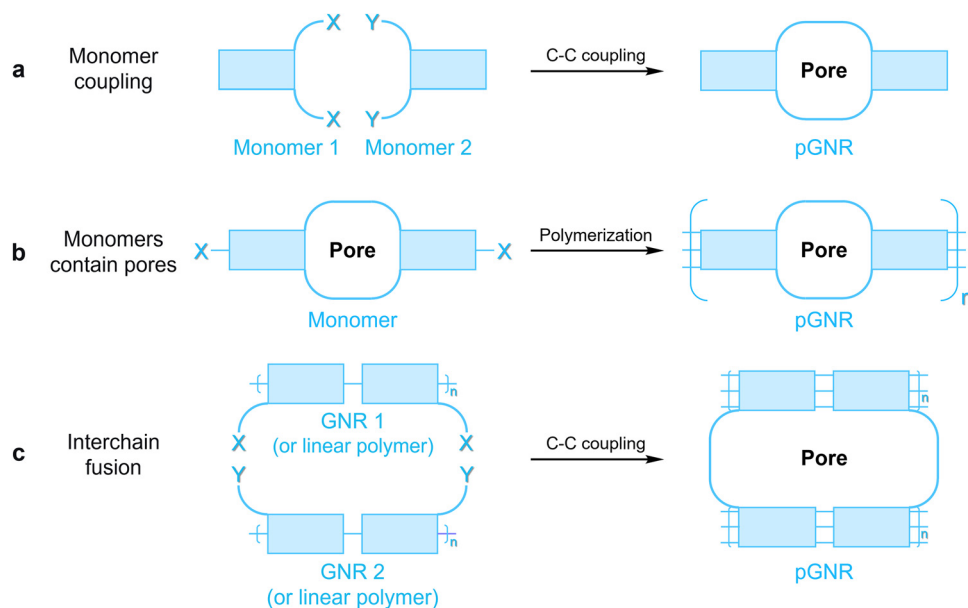 a
Monomer
coupling
X Y
X Y
Monomer 1
Monomer 2
C-C coupling
Pore
pGNR
b
Monomers
contain pores
X
Pore
X
Monomer
Polymerization
Pore
n
pGNR
c
Interchain
fusion
n
GNR 1
(or linear polymer)
X X
Y Y
n
GNR 2
(or linear polymer)
C-C coupling
n
Pore
n
pGNR